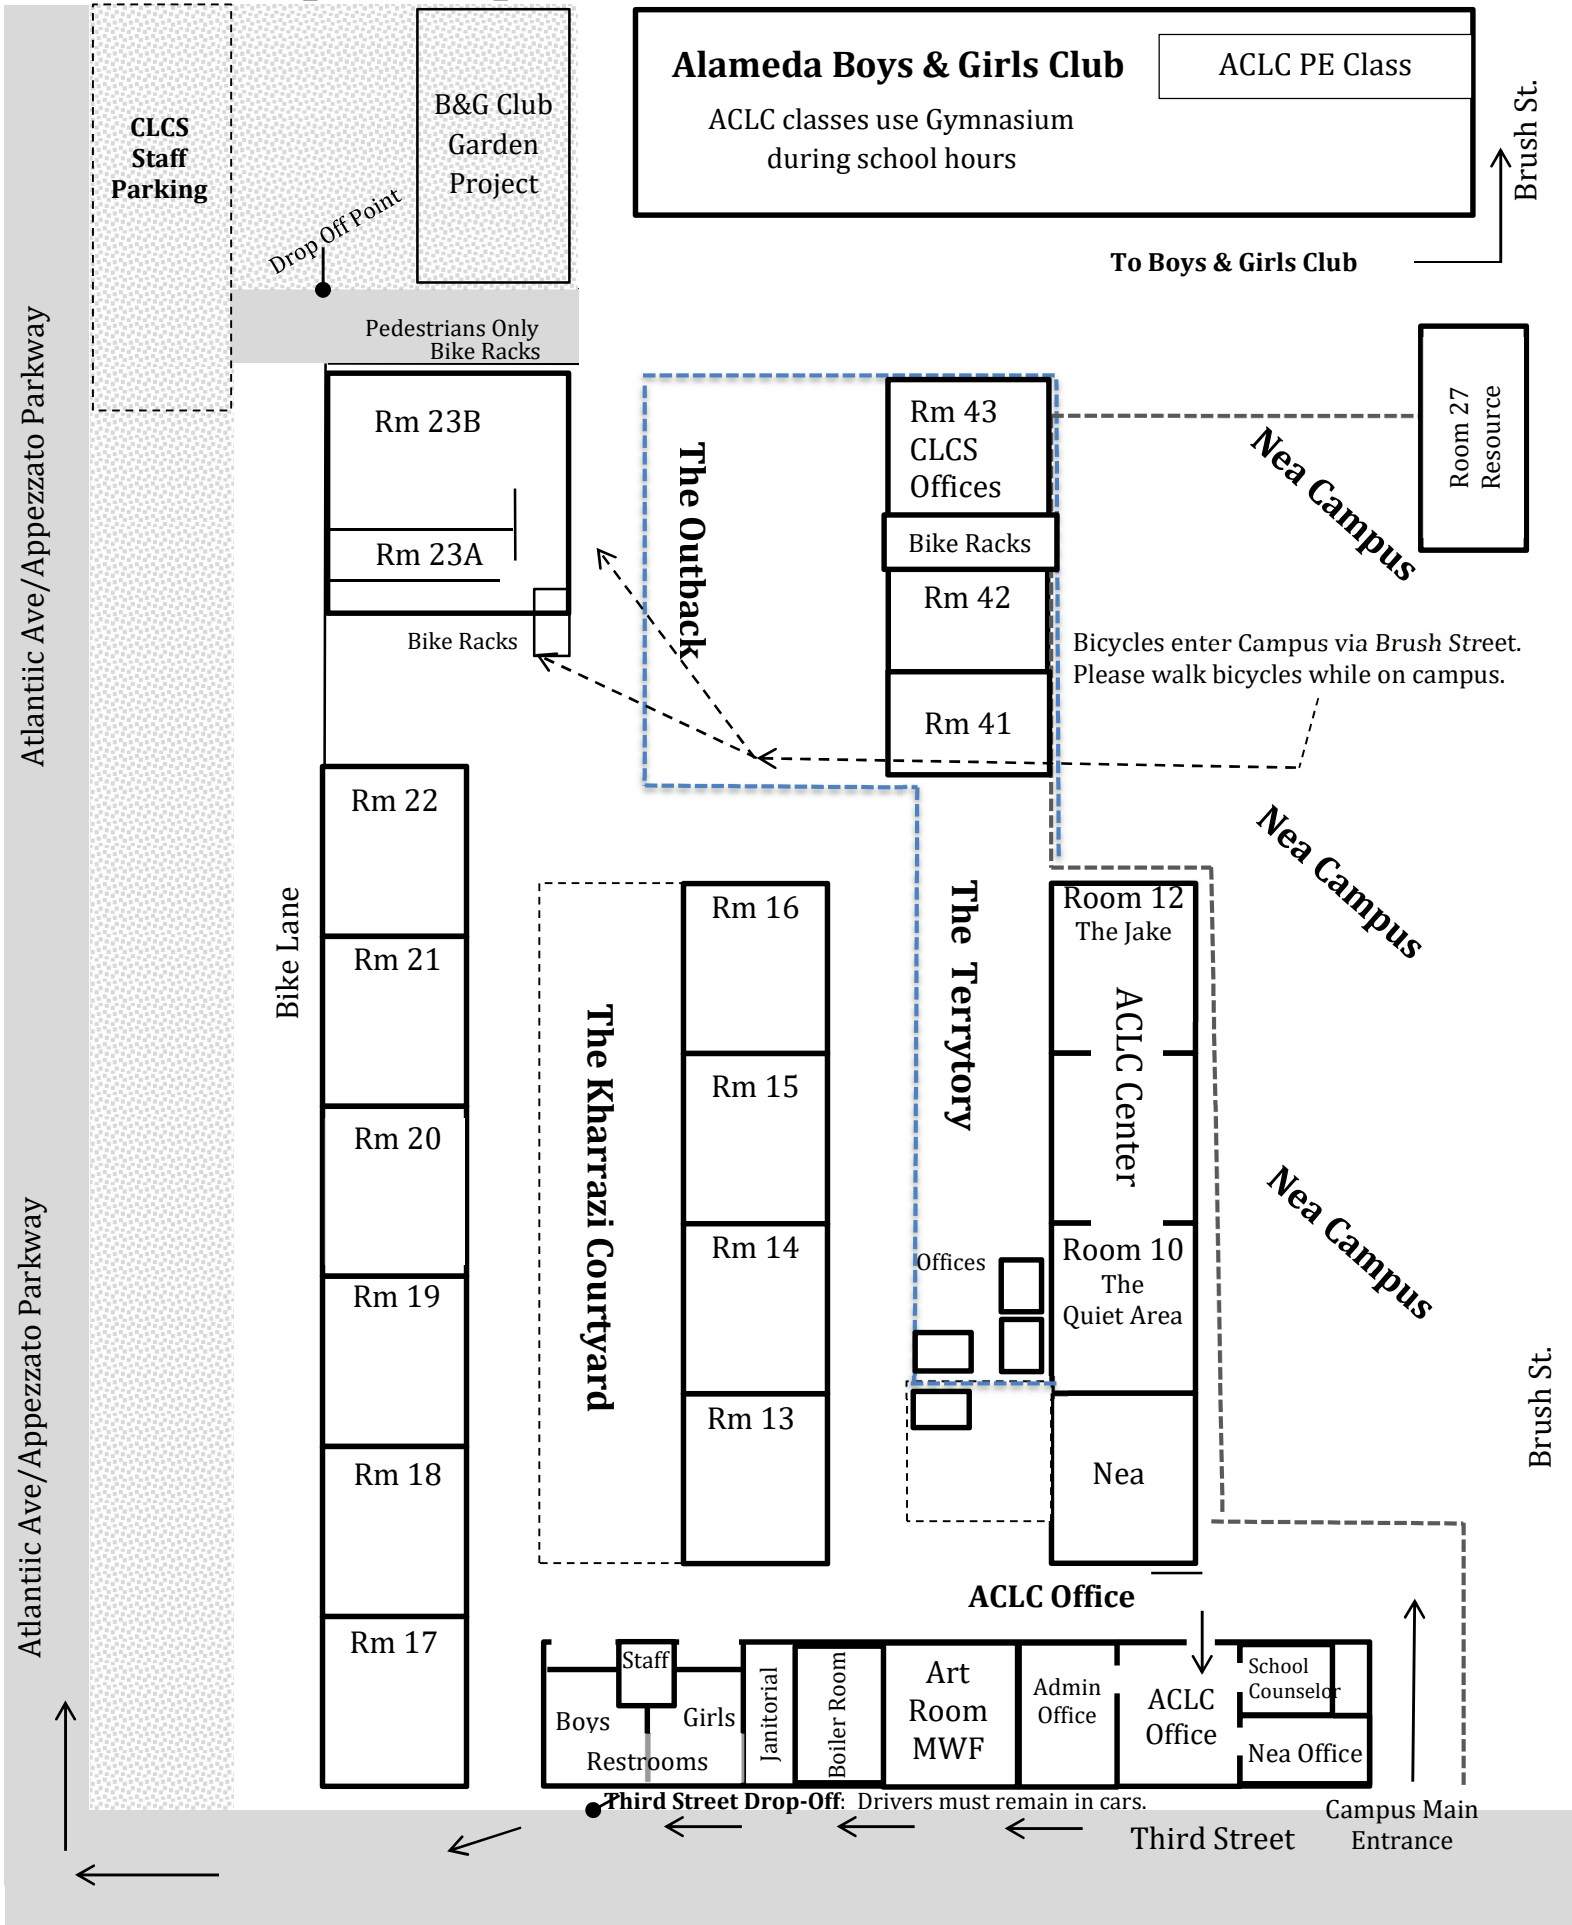 Alameda Boys & Girls Club
ACLC PE Class
ACLC classes use Gymnasium
during school hours
B&G Club
Garden
Project
CLCS
Staff
Parking
Drop Off Point
Brush St.
To Boys & Girls Club
Pedestrians Only
Bike Racks
Atlantiic Ave/Appezzato Parkway
Rm 23B
Rm 23A
Bike Racks
The Outback
Rm 43
CLCS
Offices
Bike Racks
Rm 42
Rm 41
Nea Campus
Room 27
Resource
Bicycles enter Campus via Brush Street.
Please walk bicycles while on campus.
Rm 22
Rm 21
Rm 20
Rm 19
Rm 18
Rm 17
Bike Lane
The Kharrazi Courtyard
Rm 16
Rm 15
Rm 14
Rm 13
The Terrytory
Offices
Room 12
The Jake
ACLC Center
Room 10
The
Quiet Area
Nea
Nea Campus
Nea Campus
Brush St.
Atlantiic Ave/Appezzato Parkway
ACLC Office
Staff
Boys
Girls
Restrooms
Janitorial
Boiler Room
Art
Room
MWF
Admin
Office
ACLC
Office
School
Counselor
Nea Office
Third Street Drop-Off: Drivers must remain in cars.
Third Street
Campus Main
Entrance